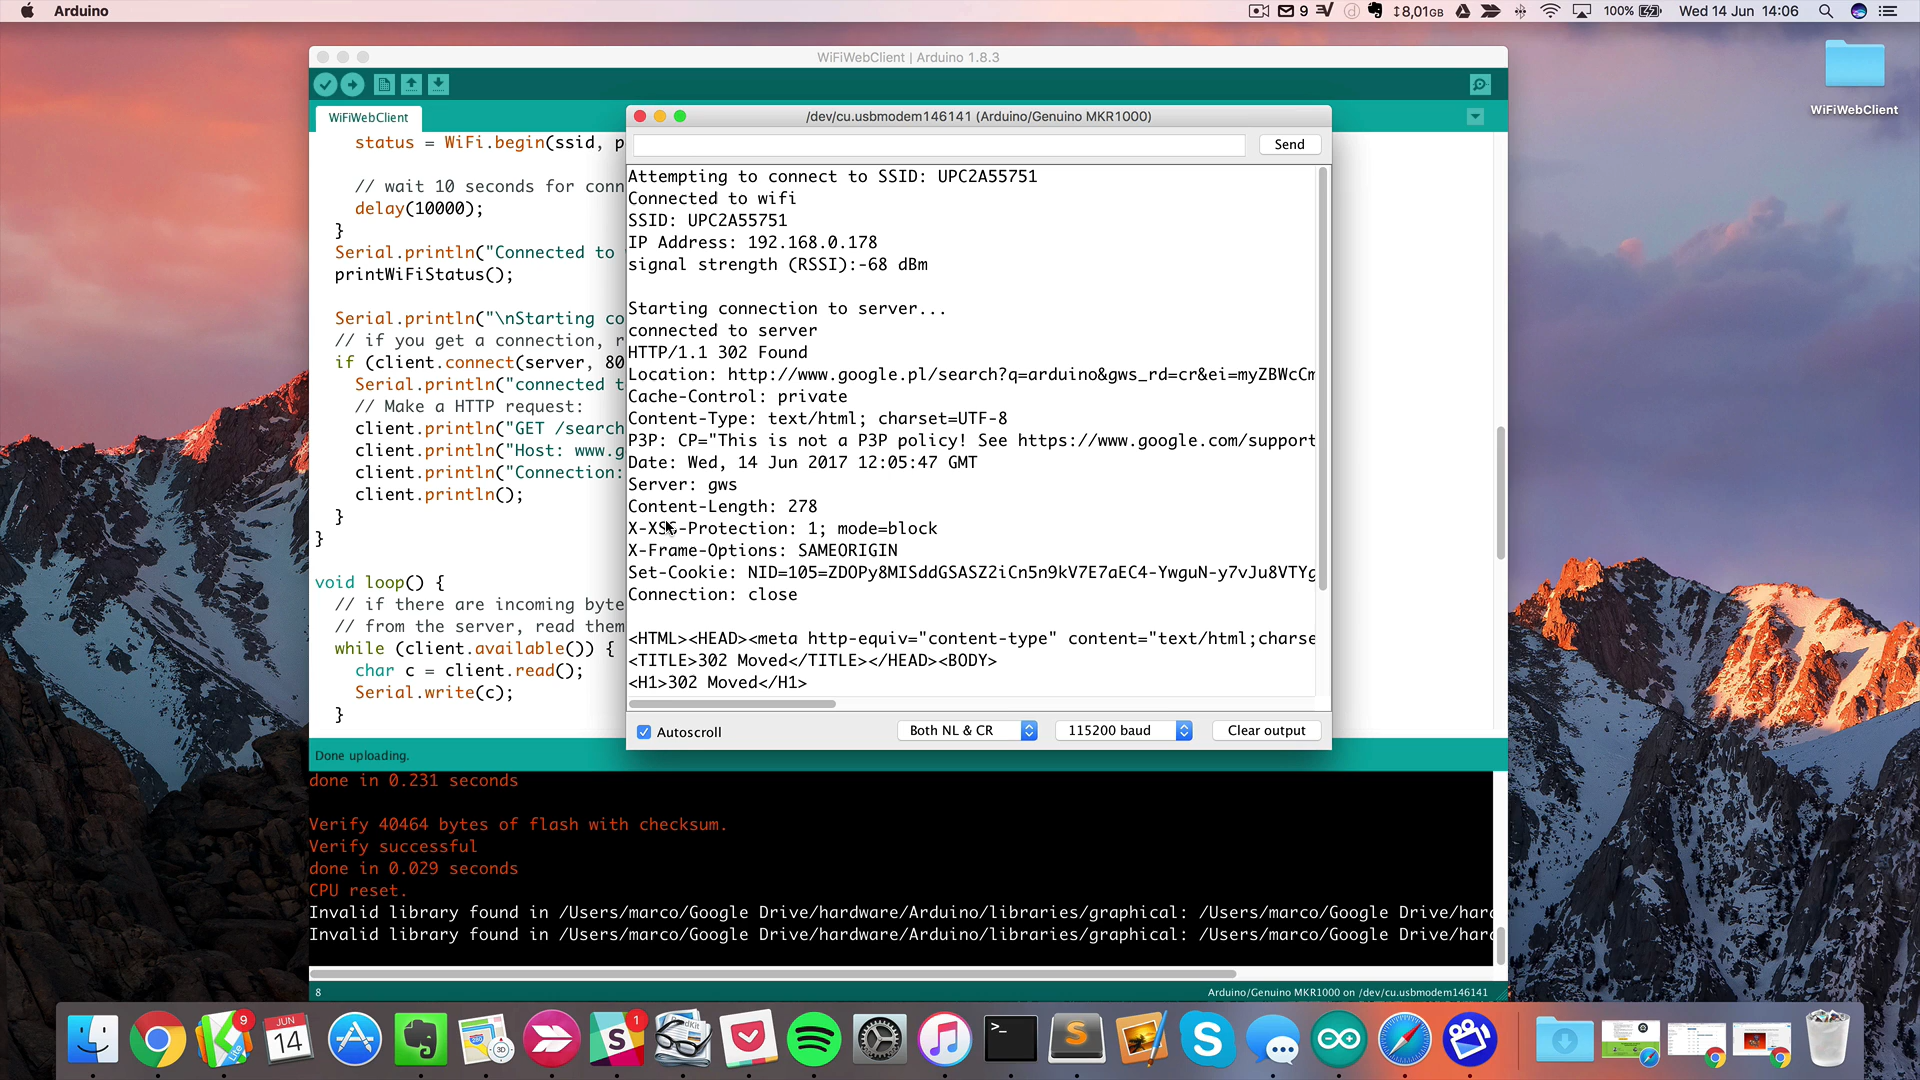 Arduino
9
8,01GB
100%
Wed 14 Jun 14:06
WiFiWebClient
WiFiWebClient | Arduino 1.8.3
WiFiWebClient
status = WiFi.begin(ssid, p
// wait 10 seconds for conn
delay(10000);
}
Serial.println("Connected to
printWiFiStatus();
Serial.println("\nStarting co
// if you get a connection, r
if (client.connect(server, 80
Serial.println("connected t
// Make a HTTP request:
client.println("GET /search
client.println("Host: www.g
client.println("Connection:
client.println();
}
}
void loop() {
// if there are incoming byte
// from the server, read them
while (client.available()) {
char c = client.read();
Serial.write(c);
}
/dev/cu.usbmodem146141 (Arduino/Genuino MKR1000)
Send
Attempting to connect to SSID: UPC2A55751
Connected to wifi
SSID: UPC2A55751
IP Address: 192.168.0.178
signal strength (RSSI):-68 dBm
Starting connection to server...
connected to server
HTTP/1.1 302 Found
Location: http://www.google.pl/search?q=arduino&gws_rd=cr&ei=myZBWcCm
Cache-Control: private
Content-Type: text/html; charset=UTF-8
P3P: CP="This is not a P3P policy! See https://www.google.com/support
Date: Wed, 14 Jun 2017 12:05:47 GMT
Server: gws
Content-Length: 278
X-XSS-Protection: 1; mode=block
X-Frame-Options: SAMEORIGIN
Set-Cookie: NID=105=ZDOPy8MISddGSASZ2iCn5n9kV7E7aEC4-YwguN-y7vJu8VTYg
Connection: close
<HTML><HEAD><meta http-equiv="content-type" content="text/html;charse
<TITLE>302 Moved</TITLE></HEAD><BODY>
<H1>302 Moved</H1>
Autoscroll
Both NL & CR
115200 baud
Clear output
Done uploading.
done in 0.231 seconds
Verify 40464 bytes of flash with checksum.
Verify successful
done in 0.029 seconds
CPU reset.
Invalid library found in /Users/marco/Google Drive/hardware/Arduino/libraries/graphical: /Users/marco/Google Drive/hard
Invalid library found in /Users/marco/Google Drive/hardware/Arduino/libraries/graphical: /Users/marco/Google Drive/hard
8
Arduino/Genuino MKR1000 on /dev/cu.usbmodem146141
9
Lite
JUN
14
280
3D
1